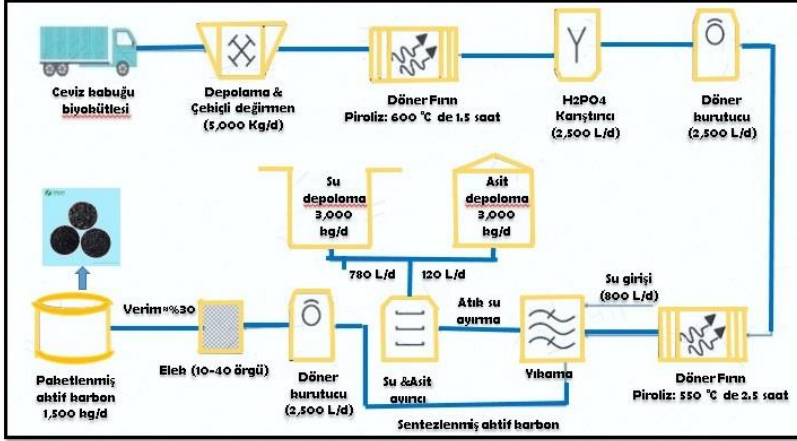 Ceviz kabuğu
biyokütlesi
Depolama &
Çekiçli değirmen
(5,000 Kg/d)
Döner Fırın
Piroliz: 600 °C de 1.5 saat
H2PO4
Karıştırıcı
(2,500 L/d)
Döner
kurutucu
(2,500 L/d)
Su
depolama
3,000
kg/d
Asit
depolama
3,000
kg/d
780 L/d
120 L/d
Su girişi
(800 L/d)
Verim≈%30
Atık su
ayırma
Paketlenmiş
aktif karbon
1,500 kg/d
Elek (10-40 örgü)
Döner
kurutucu
(2,500 L/d)
Su &Asit
ayırıcı
Yıkama
Döner Fırın
Piroliz: 550 °C de 2.5 saat
Sentezlenmiş aktif karbon